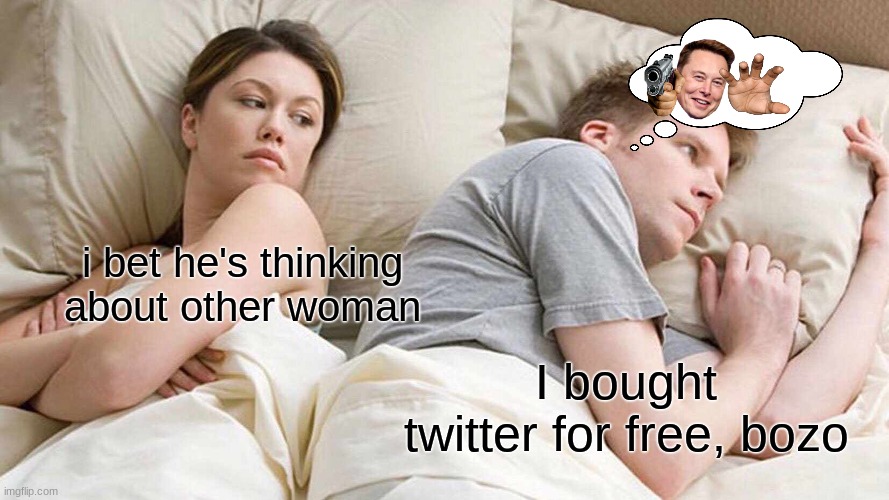 i bet he's thinking
about other woman
I bought
twitter for free, bozo
imgflip.com